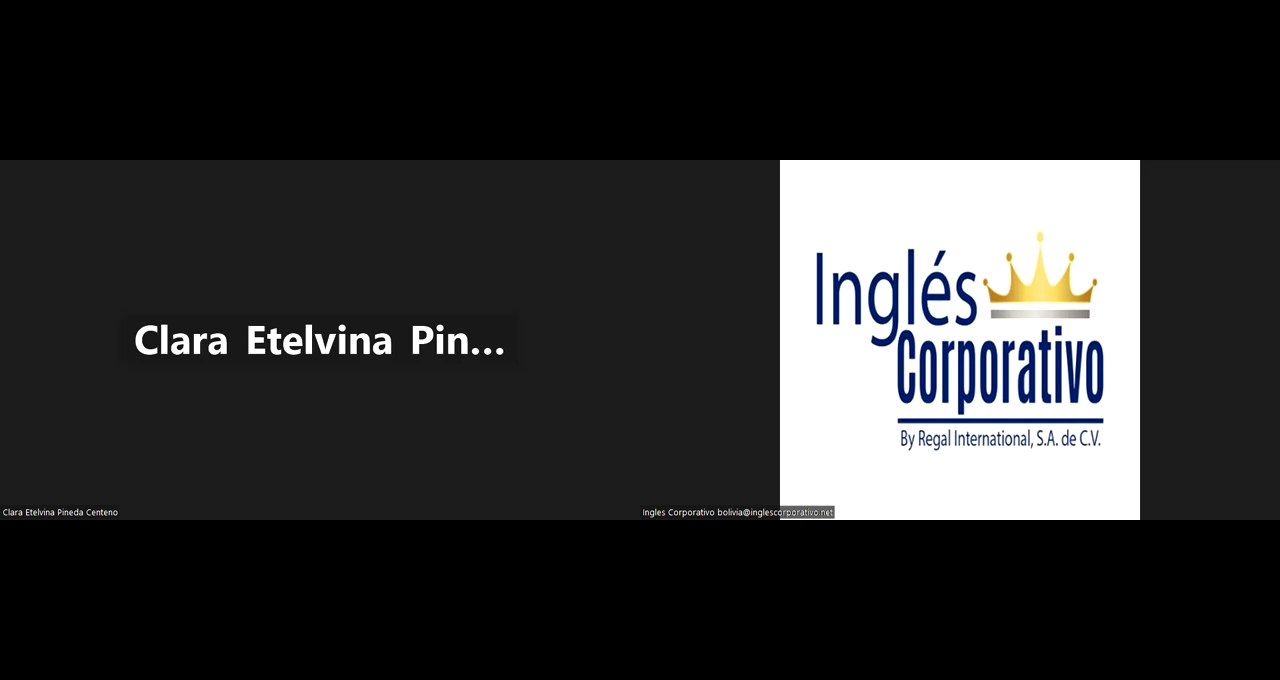 Clara Etelvina Pin...
Clara Etelvina Pineda Centeno
Inglés
Corporativo
By Regal International, S.A. de C.V.
Ingles Corporativo bolivia@inglescorporativo.net